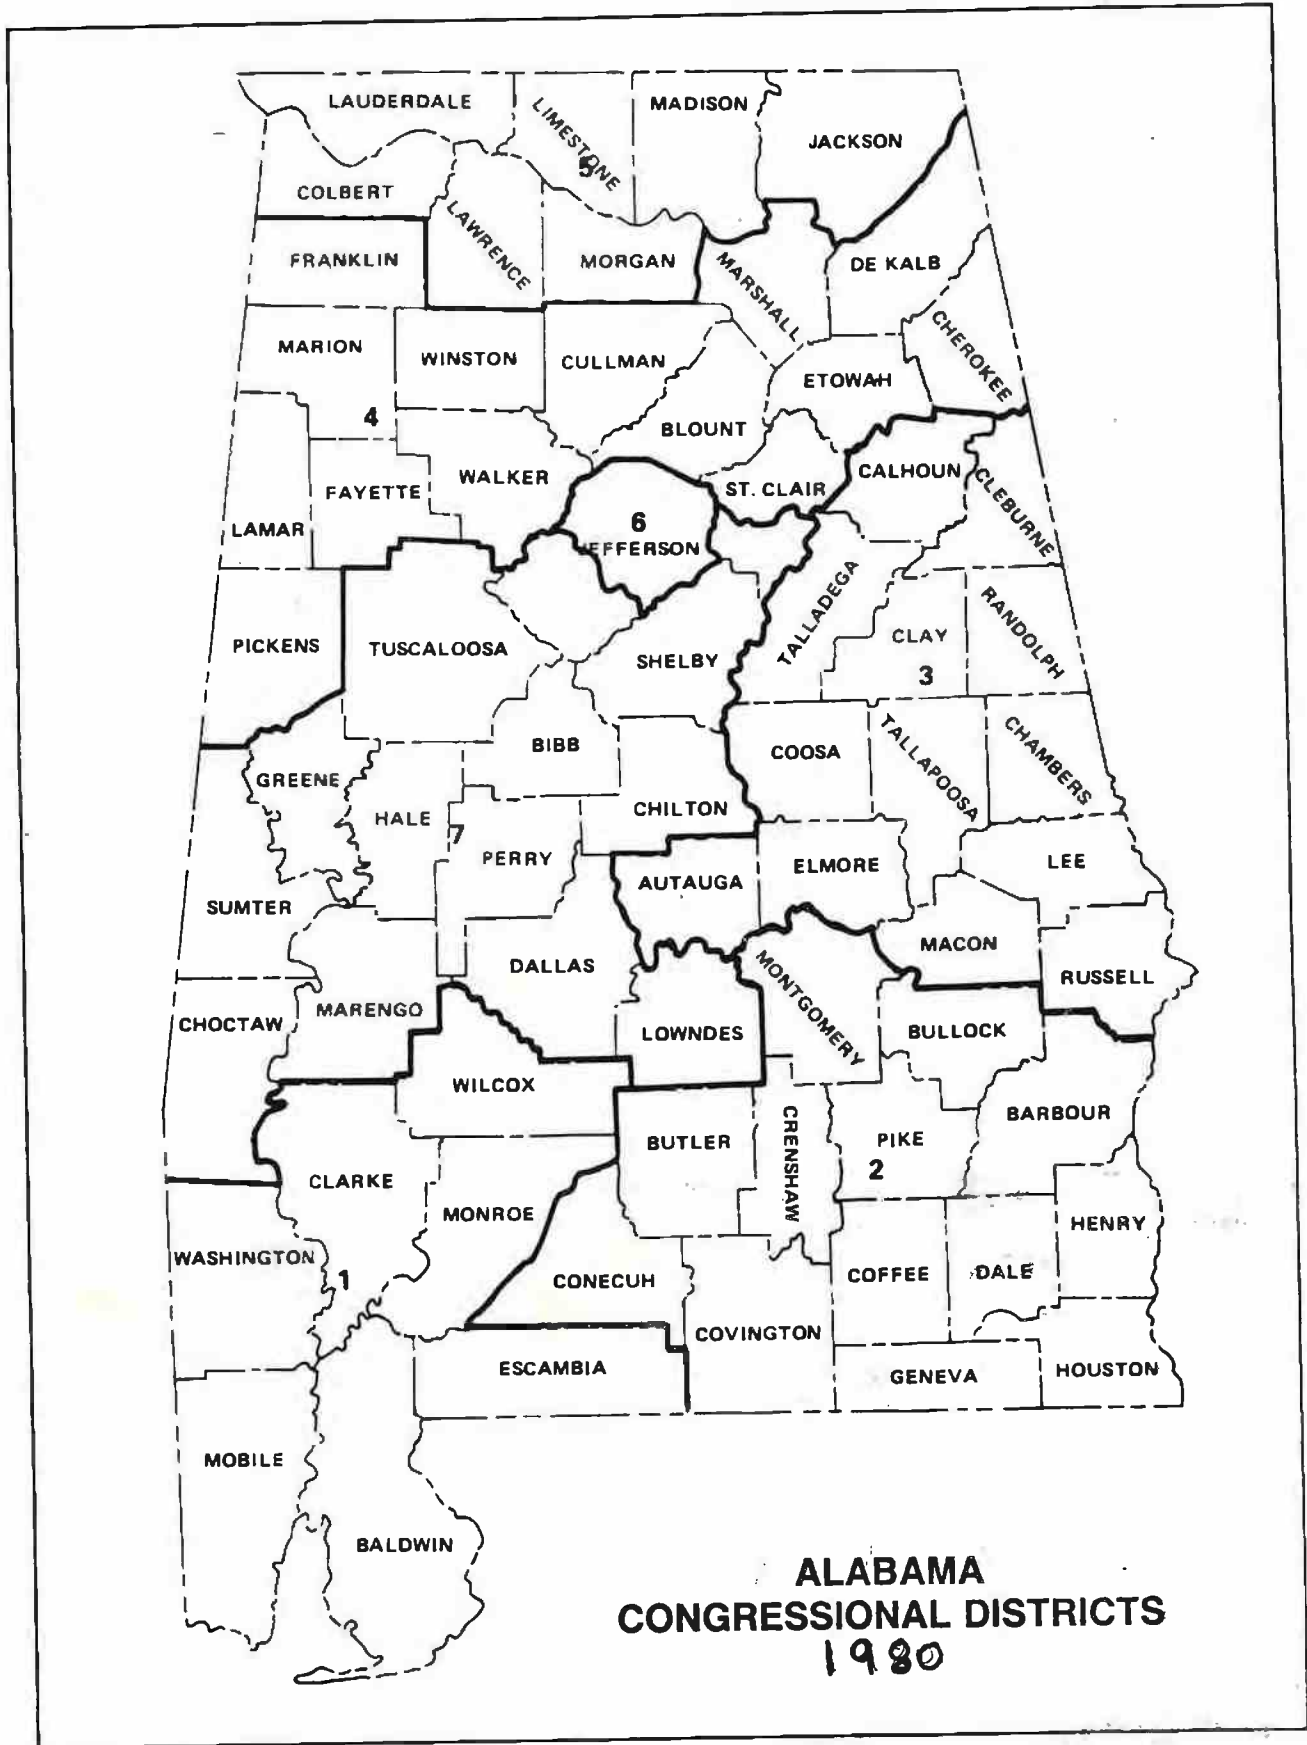 LAUDERDALE
LIMESTONE
MADISON
JACKSON
5
COLBERT
LAWRENCE
FRANKLIN
MORGAN
MARSHALL
DE KALB
MARION
WINSTON
CULLMAN
CHEROKEE
ETOWAH
4
BLOUNT
WALKER
FAYETTE
ST. CLAIR
CALHOUN
CLEBURNE
LAMAR
6
JEFFERSON
TALLADEGA
RANDOLPH
CLAY
PICKENS
TUSCALOOSA
SHELBY
3
BIBB
COOSA
TALLAPOOSA
CHAMBERS
GREENE
HALE
7
CHILTON
PERRY
ELMORE
LEE
AUTAUGA
SUMTER
MACON
DALLAS
MONTGOMERY
RUSSELL
MARENGO
CHOCTAW
LOWNDES
BULLOCK
WILCOX
BARBOUR
BUTLER
CRENSHAW
PIKE
2
CLARKE
MONROE
HENRY
WASHINGTON
1
CONECUH
COFFEE
DALE
COVINGTON
ESCAMBIA
GENEVA
HOUSTON
MOBILE
BALDWIN
ALABAMA
CONGRESSIONAL DISTRICTS
1980